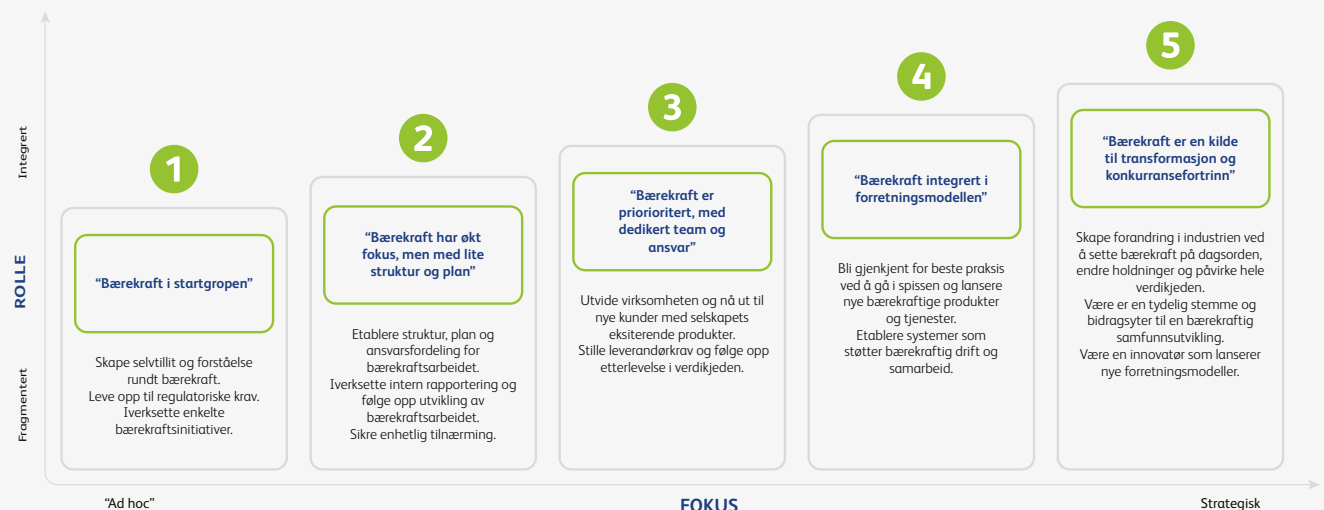 Integrert
ROLLE
Fragmentert
1
“Bærekraft i startgropen”
Skape selvtillit og forståelse
rundt bærekraft.
Leve opp til regulatoriske krav.
Iverksette enkelte
bærekraftsinitiativer.
2
“Bærekraft har økt
fokus, men med lite
struktur og plan”
Etablere struktur, plan og
ansvarsfordeling for
bærekraftsarbeidet.
Iverksette intern rapportering og
følge opp utvikling av
bærekraftsarbeidet.
Sikre enhetlig tilnærming.
3
“Bærekraft er
priorioritert, med
dedikert team og
ansvar”
Utvide virksomheten og nå ut til
nye kunder med selskapets
eksiterende produkter.
Stille leverandørkrav og følge opp
etterlevelse i verdikjeden.
4
“Bærekraft integrert i
forretningsmodellen”
Bli gjenkjent for beste praksis
ved å gå i spissen og lansere
nye bærekraftige produkter
og tjenester.
Etablere systemer som
støtter bærekraftig drift og
samarbeid.
5
“Bærekraft er en kilde
til transformasjon og
konkurransefortrinn”
Skape forandring i industrien ved
å sette bærekraft på dagsorden,
endre holdninger og påvirke hele
verdikjeden.
Være er en tydelig stemme og
bidragsyter til en bærekraftig
samfunnsutvikling.
Være en innovatør som lanserer
nye forretningsmodeller.
“Ad hoc”
FOKUS
Strategisk